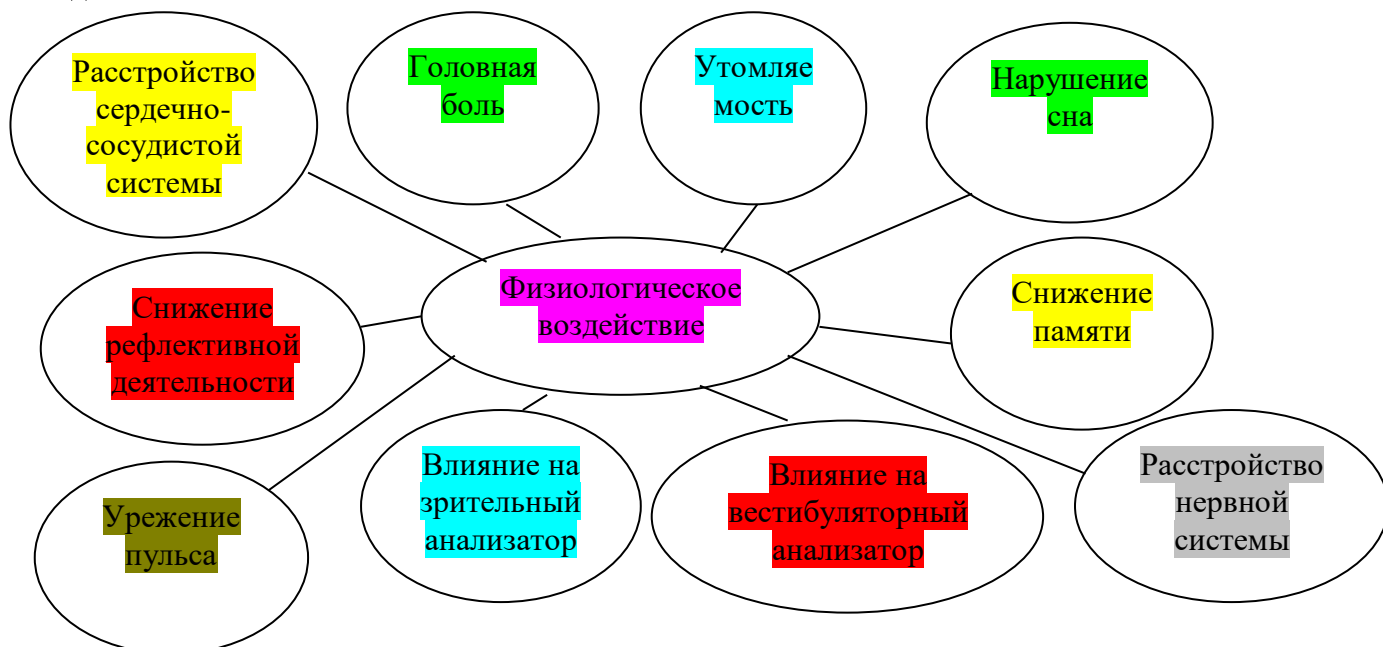 Расстройство
сердечно-
сосудистой
системы
Головная
боль
Утомляе
мость
Нарушение
сна
Снижение
рефлективной
деятельности
Физиологическое
воздействие
Снижение
памяти
Урежение
пульса
Влияние на
зрительный
анализатор
Влияние на
вестибуляторный
анализатор
Расстройство
нервной
системы